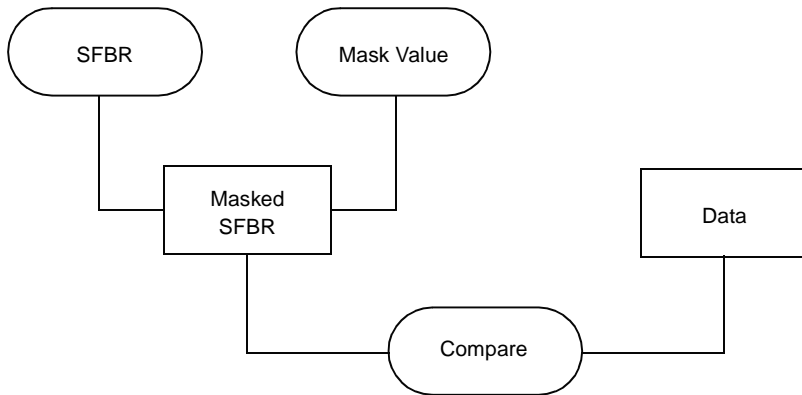 SFBR
Mask Value
Masked
SFBR
Data
Compare